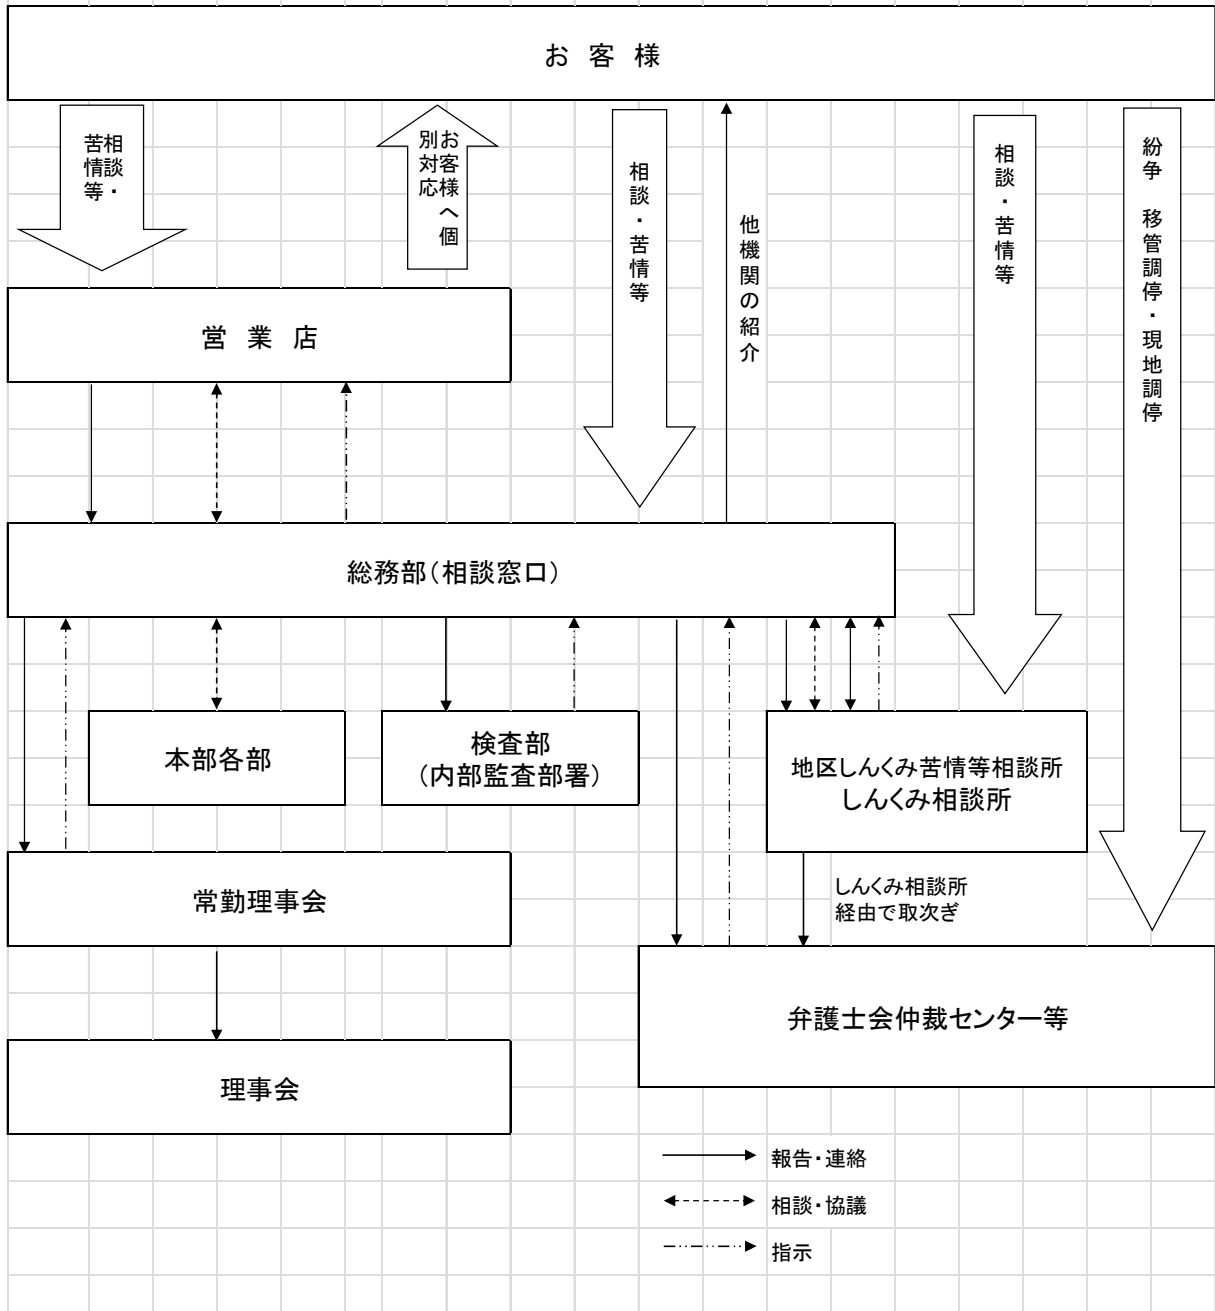 お 客 様
相談・
苦情等
お客様へ個
別対応
相談・苦情等
他機関の紹介
相談・苦情等
紛争 移管調停・現地調停
営 業 店
総務部(相談窓口)
本部各部
検査部
(内部監査部署)
地区しんくみ苦情等相談所
しんくみ相談所
常勤理事会
しんくみ相談所
経由で取次ぎ
弁護士会仲裁センター等
理事会
報告・連絡
相談・協議
指示